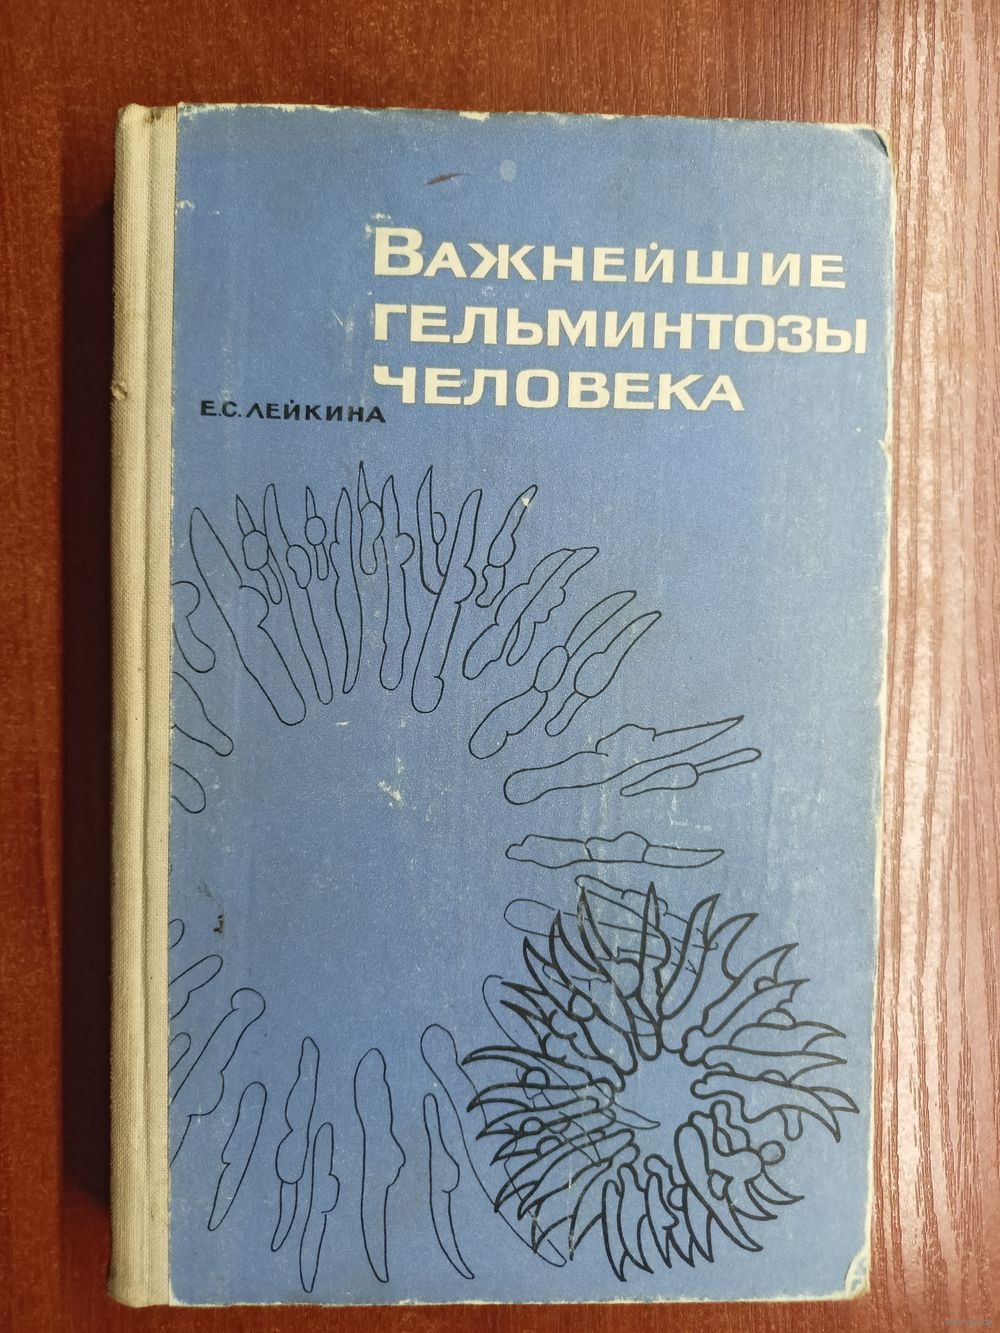 Важнейшие
гельминтозы
человека
Е.С. Лейкина